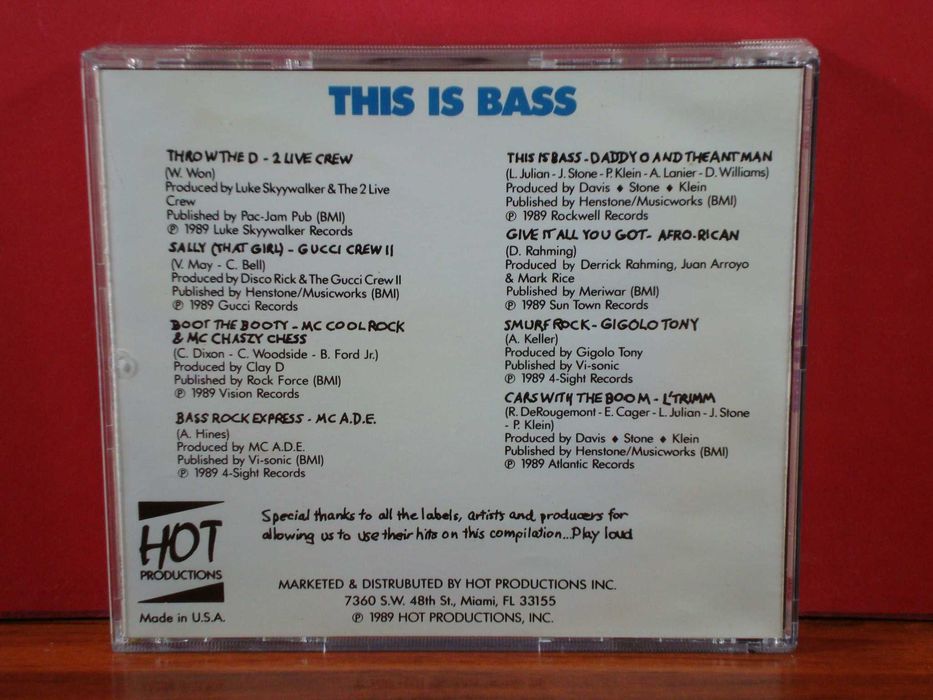 THIS IS BASS
THROW THE D - 2 LIVE CREW
(W. Won)
Produced by Luke Skyywalker & The 2 Live
Crew
Published by Pac-Jam Pub (BMI)
℗ 1989 Luke Skyywalker Records
SALLY (THAT GIRL) - GUCCI CREW II
(V. May - C. Bell)
Produced by Disco Rick & The Gucci Crew II
Published by Henstone/Musicworks (BMI)
℗ 1989 Gucci Records
BOOT THE BOOTY - MC COOL ROCK
& MC CHASZY CHESS
(C. Dixon - C. Woodside - B. Ford Jr.)
Produced by Clay D
Published by Rock Force (BMI)
℗ 1989 Vision Records
BASS ROCK EXPRESS - MC A.D.E.
(A. Hines)
Produced by MC A.D.E.
Published by Vi-sonic (BMI)
℗ 1989 4-Sight Records
THIS IS BASS - DADDY O AND THE ANT MAN
(L. Julian - J. Stone - P. Klein - A. Lanier - D. Williams)
Produced by Davis ♦ Stone ♦ Klein
Published by Henstone/Musicworks (BMI)
℗ 1989 Rockwell Records
GIVE IT ALL YOU GOT - AFRO-RICAN
(D. Rahming)
Produced by Derrick Rahming, Juan Arroyo
& Mark Rice
Published by Meriwar (BMI)
℗ 1989 Sun Town Records
SMURF ROCK - GIGOLO TONY
(A. Keller)
Produced by Gigolo Tony
Published by Vi-sonic
℗ 1989 4-Sight Records
CARS WITH THE BOOM - L'TRIMM
(R. DeRougemont - E. Cager - L. Julian - J. Stone
- P. Klein)
Produced by Davis ♦ Stone ♦ Klein
Published by Henstone/Musicworks (BMI)
℗ 1989 Atlantic Records
HOT
PRODUCTIONS
Made in U.S.A.
Special thanks to all the labels, artists and producers for
allowing us to use their hits on this compilation...Play loud
MARKETED & DISTRUBUTED BY HOT PRODUCTIONS INC.
7360 S.W. 48th St., Miami, FL 33155
℗ 1989 HOT PRODUCTIONS, INC.